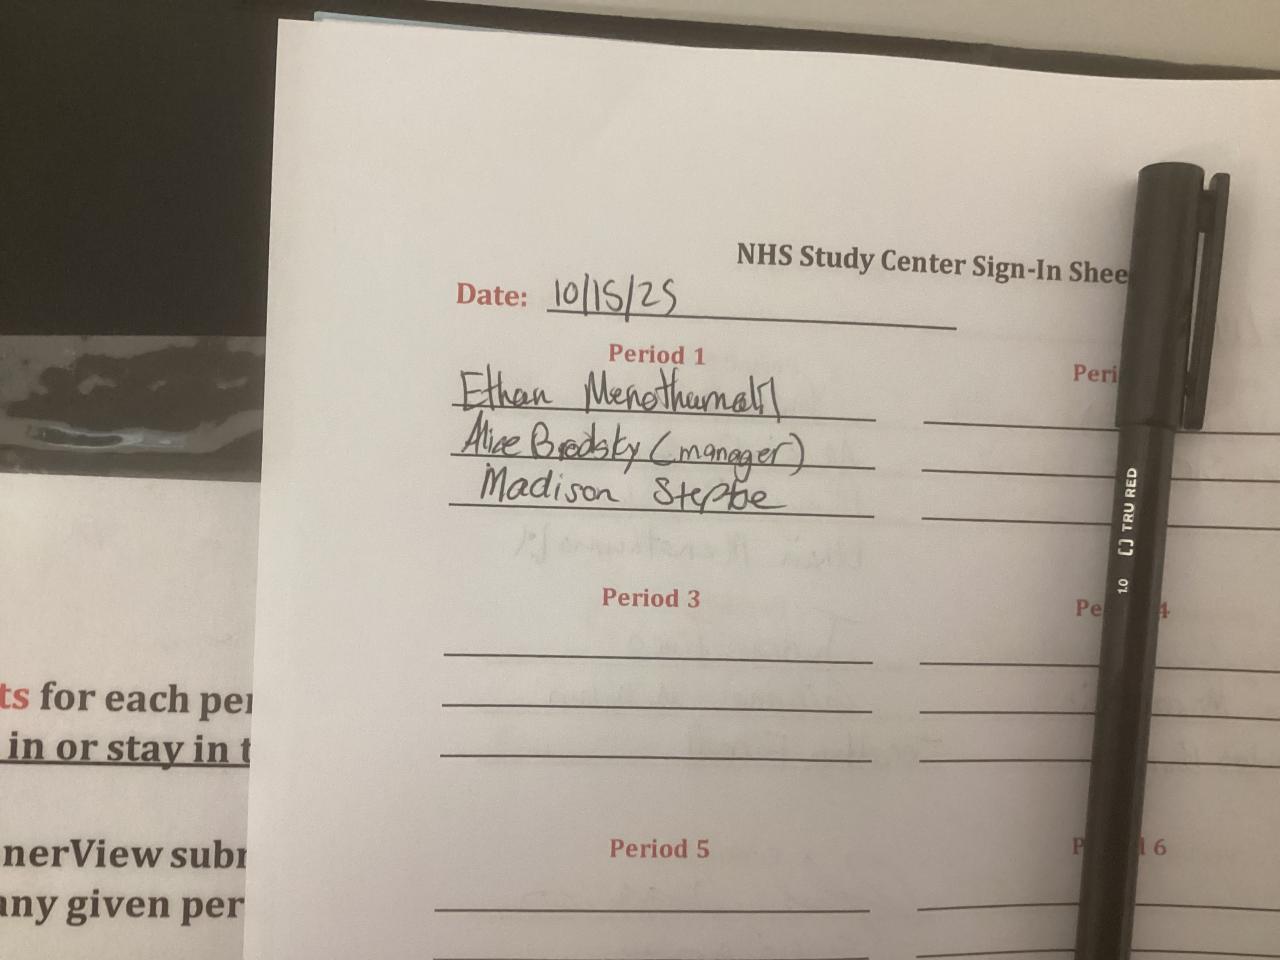 NHS Study Center Sign-In Shee
Date: 10/15/25
Period 1
Peri
Ethan
Alice Brodsky (manager)
Madison
Period 3
Pe 4
Period 5
P d 6
TRU RED
1.0
ts for each per
in or stay in t
nerView subr
any given per